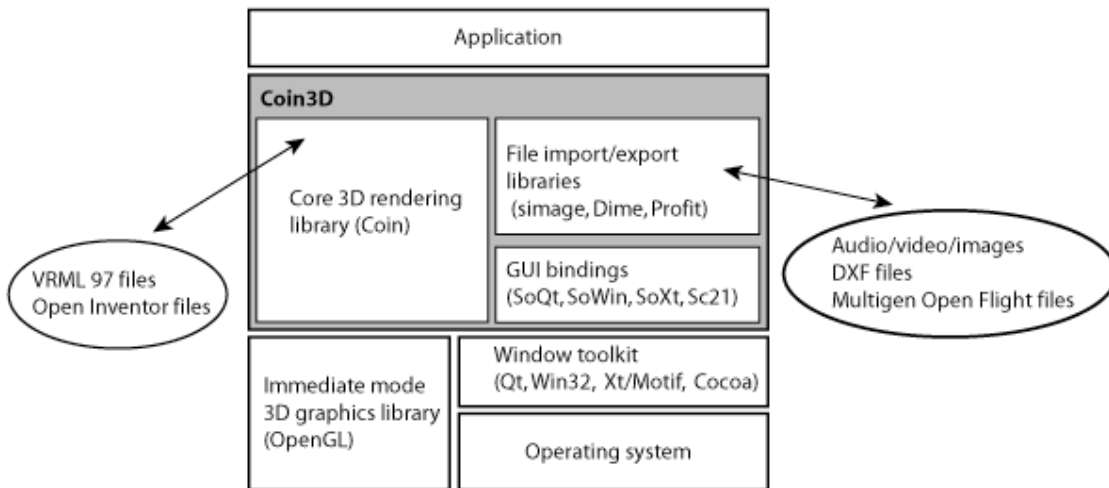 Application
Coin3D
Core 3D rendering
library (Coin)
File import/export
libraries
(simage, Dime, Profit)
GUI bindings
(SoQt, SoWin, SoXt, Sc21)
VRML 97 files
Open Inventor files
Audio/video/images
DXF files
Multigen Open Flight files
Immediate mode
3D graphics library
(OpenGL)
Window toolkit
(Qt, Win32, Xt/Motif, Cocoa)
Operating system